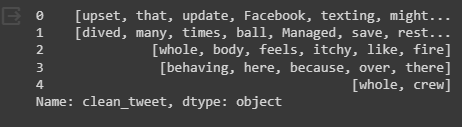 0 [upset, that, update, Facebook, texting, might...
1 [dived, many, times, ball, Managed, save, rest...
2 [whole, body, feels, itchy, like, fire]
3 [behaving, here, because, over, there]
4 [whole, crew]
Name: clean_tweet, dtype: object